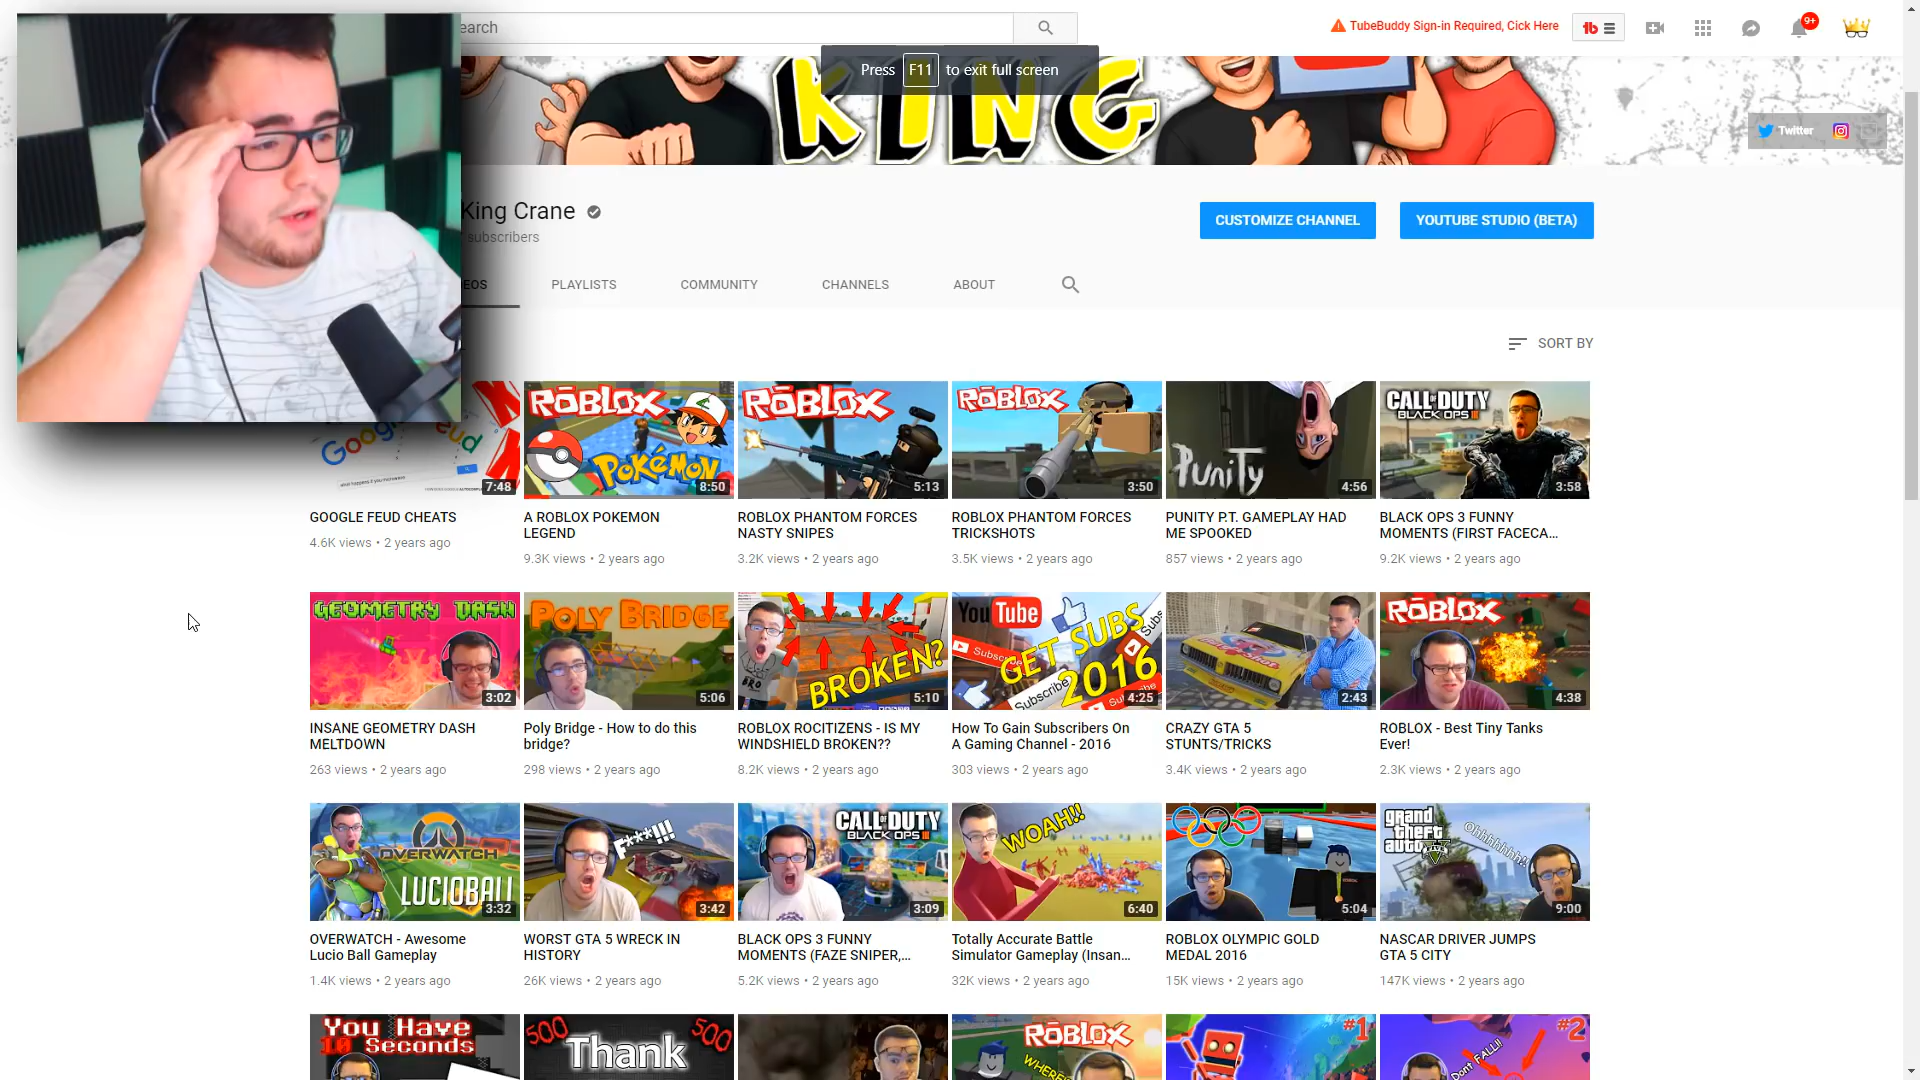 earch
TubeBuddy Sign-in Required, Cick Here
9+
Press F11 to exit full screen
KING
Twitter
King Crane
subscribers
CUSTOMIZE CHANNEL
YOUTUBE STUDIO (BETA)
EOS
PLAYLISTS
COMMUNITY
CHANNELS
ABOUT
SORT BY
7:48
ROBLOX
POKÉMON
8:50
ROBLOX
5:13
ROBLOX
3:50
PuniTy
4:56
CALL OF DUTY
BLACK OPS III
3:58
GOOGLE FEUD CHEATS
4.6K views • 2 years ago
A ROBLOX POKEMON
LEGEND
9.3K views • 2 years ago
ROBLOX PHANTOM FORCES
NASTY SNIPES
3.2K views • 2 years ago
ROBLOX PHANTOM FORCES
TRICKSHOTS
3.5K views • 2 years ago
PUNITY P.T. GAMEPLAY HAD
ME SPOOKED
857 views • 2 years ago
BLACK OPS 3 FUNNY
MOMENTS (FIRST FACECA...
9.2K views • 2 years ago
GEOMETRY DASH
3:02
POLY BRIDGE
5:06
BROKEN?
5:10
YouTube
GET SUBS
2016
Subscribe
4:25
2:43
ROBLOX
4:38
INSANE GEOMETRY DASH
MELTDOWN
263 views • 2 years ago
Poly Bridge - How to do this
bridge?
298 views • 2 years ago
ROBLOX ROCITIZENS - IS MY
WINDSHIELD BROKEN??
8.2K views • 2 years ago
How To Gain Subscribers On
A Gaming Channel - 2016
303 views • 2 years ago
CRAZY GTA 5
STUNTS/TRICKS
3.4K views • 2 years ago
ROBLOX - Best Tiny Tanks
Ever!
2.3K views • 2 years ago
OVERWATCH
LUCIOBALL
3:32
F***!!!
3:42
CALL OF DUTY
BLACK OPS III
3:09
WOAH!!!
6:40
5:04
grand
theft
auto V
Ohhhhhhh!!
9:00
OVERWATCH - Awesome
Lucio Ball Gameplay
1.4K views • 2 years ago
WORST GTA 5 WRECK IN
HISTORY
26K views • 2 years ago
BLACK OPS 3 FUNNY
MOMENTS (FAZE SNIPER,...
5.2K views • 2 years ago
Totally Accurate Battle
Simulator Gameplay (Insan...
32K views • 2 years ago
ROBLOX OLYMPIC GOLD
MEDAL 2016
15K views • 2 years ago
NASCAR DRIVER JUMPS
GTA 5 CITY
147K views • 2 years ago
You Have
10 Seconds
500 Thank 500
ROBLOX
#1
Dont FALL!!
#2